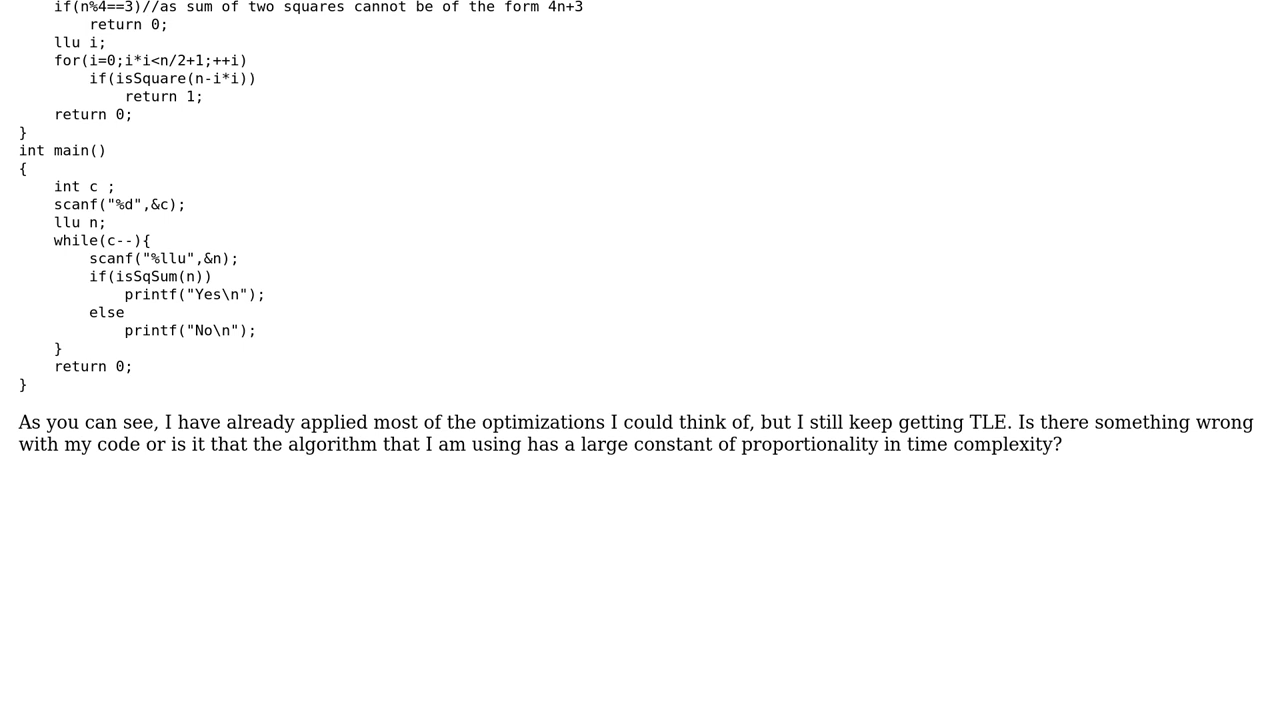 if(n%4==3)//as sum of two squares cannot be of the form 4n+3
        return 0;
    llu i;
    for(i=0;i*i<n/2+1;++i)
        if(isSquare(n-i*i))
            return 1;
    return 0;
}
int main()
{
    int c ;
    scanf("%d",&c);
    llu n;
    while(c--){
        scanf("%llu",&n);
        if(isSqSum(n))
            printf("Yes\n");
        else
            printf("No\n");
    }
    return 0;
}
As you can see, I have already applied most of the optimizations I could think of, but I still keep getting TLE. Is there something wrong
with my code or is it that the algorithm that I am using has a large constant of proportionality in time complexity?